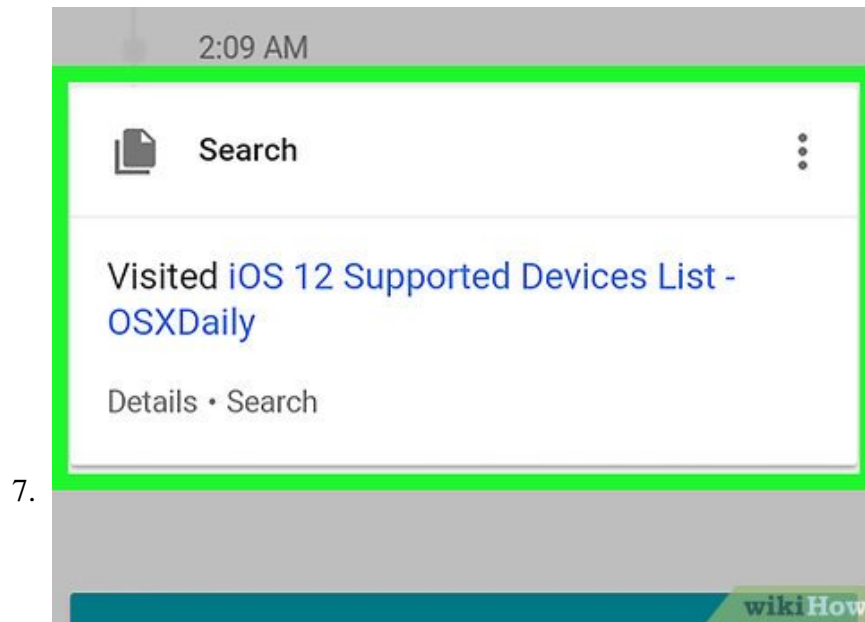 2:09 AM
Search
Visited iOS 12 Supported Devices List -
OSXDaily
Details • Search
7.
wikiHow